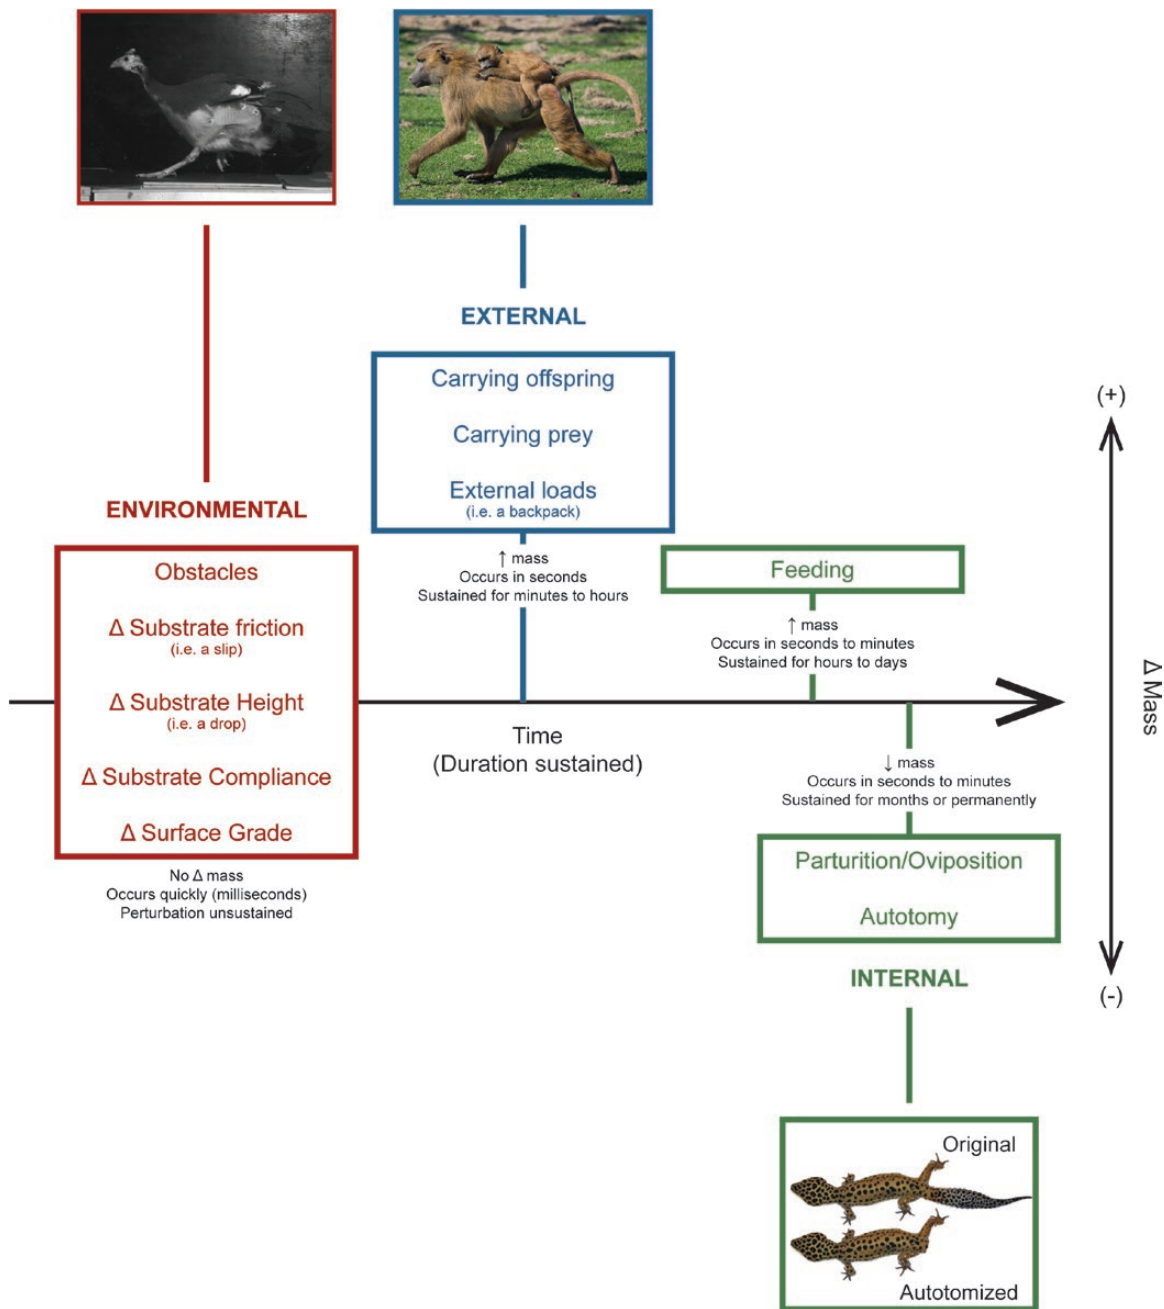 EXTERNAL
Carrying offspring
Carrying prey
External loads
(i.e. a backpack)
↑ mass
Occurs in seconds
Sustained for minutes to hours
ENVIRONMENTAL
Obstacles
Δ Substrate friction
(i.e. a slip)
Δ Substrate Height
(i.e. a drop)
Δ Substrate Compliance
Δ Surface Grade
No Δ mass
Occurs quickly (milliseconds)
Perturbation unsustained
Feeding
↑ mass
Occurs in seconds to minutes
Sustained for hours to days
Time
(Duration sustained)
↓ mass
Occurs in seconds to minutes
Sustained for months or permanently
Parturition/Oviposition
Autotomy
INTERNAL
Original
Autotomized
(+)
Δ Mass
(-)